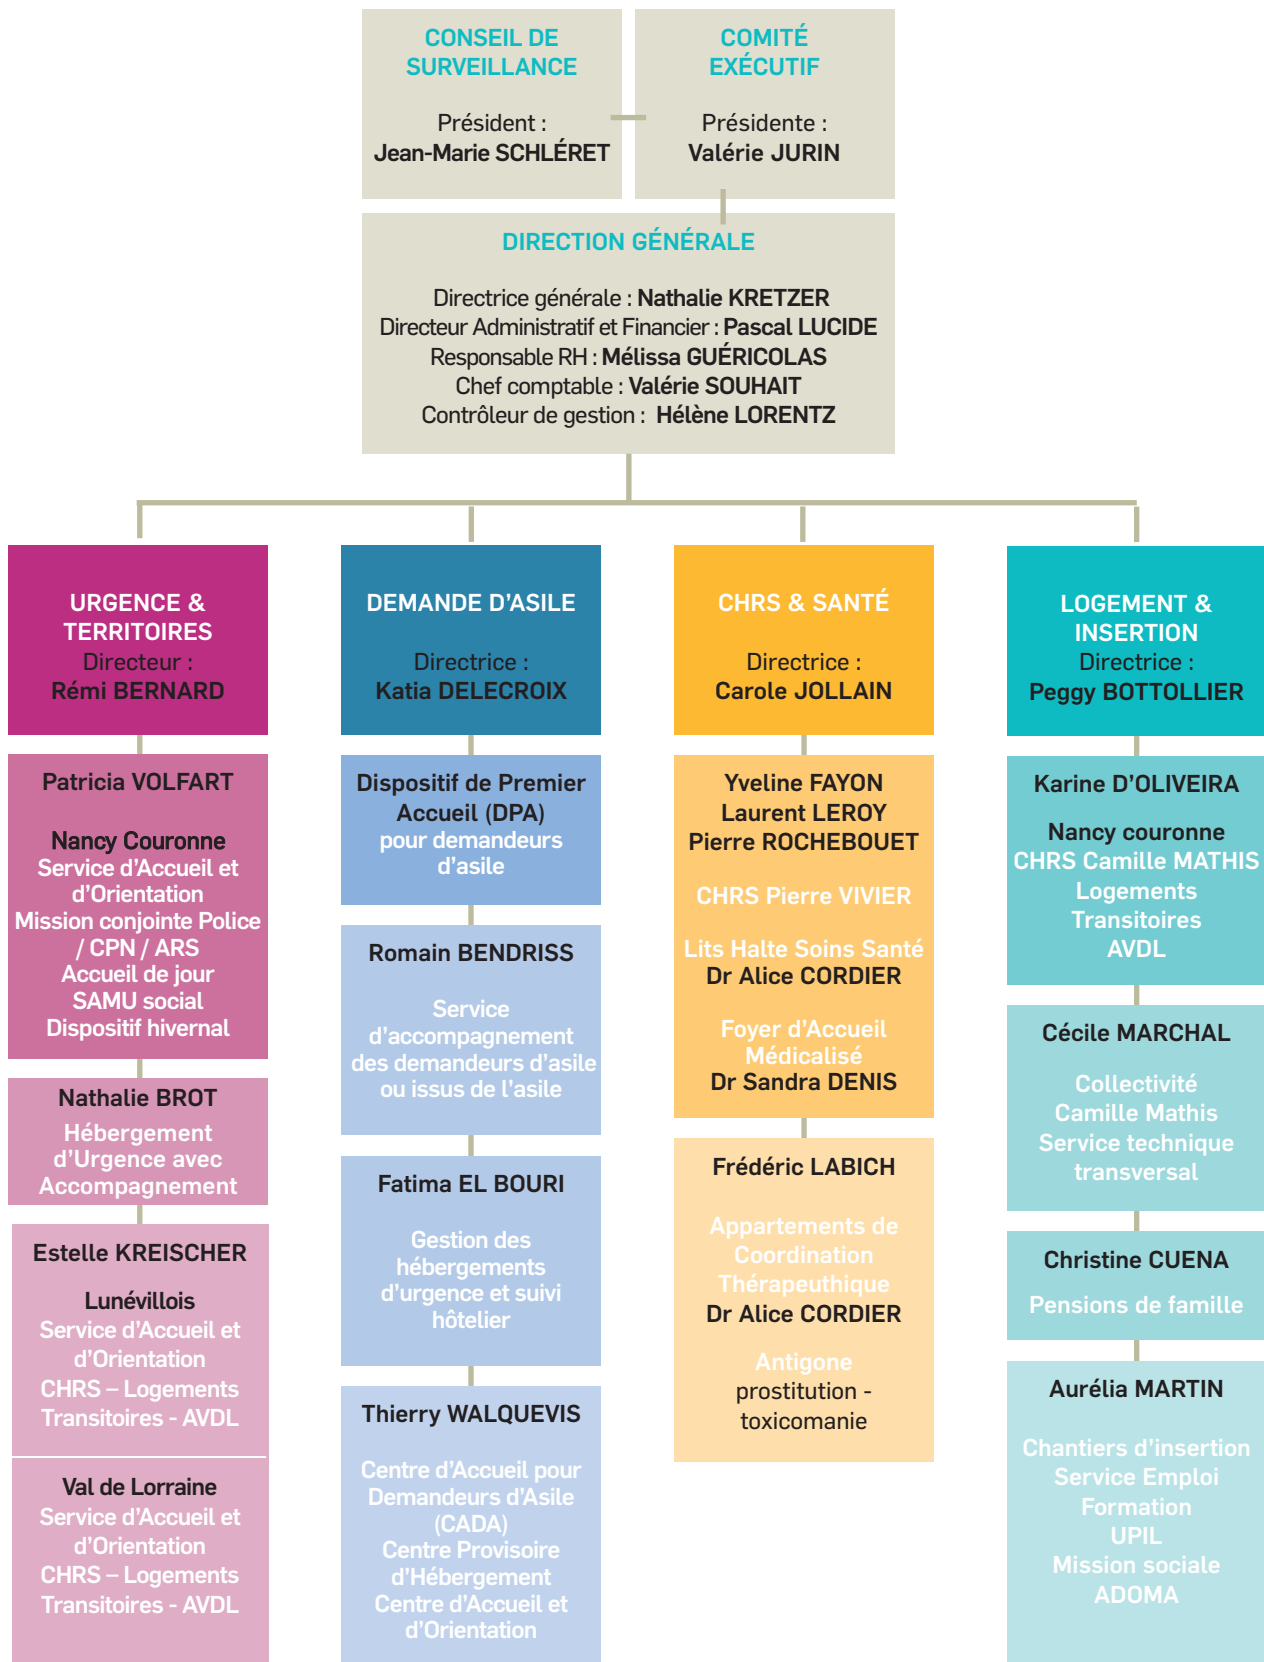 CONSEIL DE
SURVEILLANCE
Président :
Jean-Marie SCHLÉRET
COMITÉ
EXÉCUTIF
Présidente :
Valérie JURIN
DIRECTION GÉNÉRALE
Directrice générale : Nathalie KRETZER
Directeur Administratif et Financier : Pascal LUCIDE
Responsable RH : Mélissa GUÉRICOLAS
Chef comptable : Valérie SOUHAIT
Contrôleur de gestion : Hélène LORENTZ
URGENCE &
TERRITOIRES
Directeur :
Rémi BERNARD
Patricia VOLFART
Nancy Couronne
Service d'Accueil et
d'Orientation
Mission conjointe Police
/ CPN / ARS
Accueil de jour
SAMU social
Dispositif hivernal
Nathalie BROT
Hébergement
d'Urgence avec
Accompagnement
Estelle KREISCHER
Lunévillois
Service d'Accueil et
d'Orientation
CHRS – Logements
Transitoires - AVDL
Val de Lorraine
Service d'Accueil et
d'Orientation
CHRS – Logements
Transitoires - AVDL
DEMANDE D'ASILE
Directrice :
Katia DELECROIX
Dispositif de Premier
Accueil (DPA)
pour demandeurs
d'asile
Romain BENDRISS
Service
d'accompagnement
des demandeurs d'asile
ou issus de l'asile
Fatima EL BOURI
Gestion des
hébergements
d'urgence et suivi
hôtelier
Thierry WALQUEVIS
Centre d'Accueil pour
Demandeurs d'Asile
(CADA)
Centre Provisoire
d'Hébergement
Centre d'Accueil et
d'Orientation
CHRS & SANTÉ
Directrice :
Carole JOLLAIN
Yveline FAYON
Laurent LEROY
Pierre ROCHEBOUET
CHRS Pierre VIVIER
Lits Halte Soins Santé
Dr Alice CORDIER
Foyer d'Accueil
Médicalisé
Dr Sandra DENIS
Frédéric LABICH
Appartements de
Coordination
Thérapeuthique
Dr Alice CORDIER
Antigone
prostitution -
toxicomanie
LOGEMENT &
INSERTION
Directrice :
Peggy BOTTOLLIER
Karine D'OLIVEIRA
Nancy couronne
CHRS Camille MATHIS
Logements
Transitoires
AVDL
Cécile MARCHAL
Collectivité
Camille Mathis
Service technique
transversal
Christine CUENA
Pensions de famille
Aurélia MARTIN
Chantiers d'insertion
Service Emploi
Formation
UPIL
Mission sociale
ADOMA